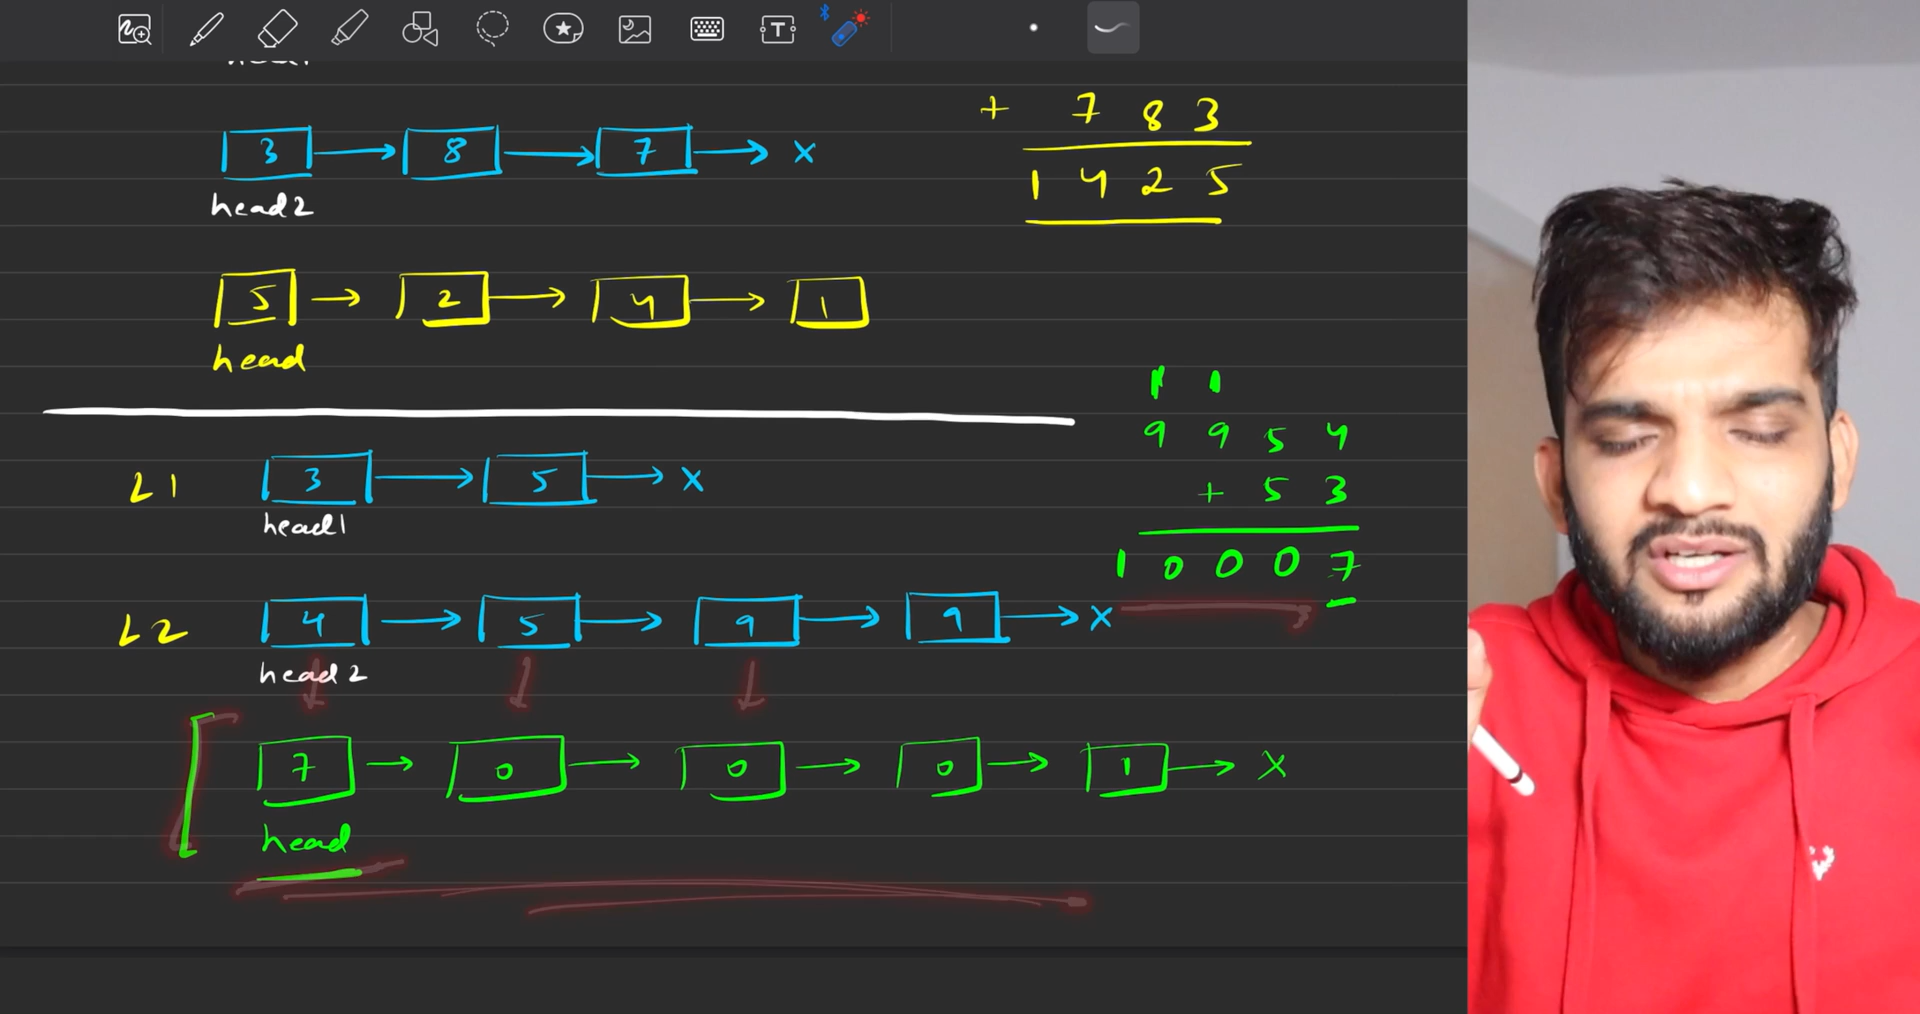 3 → 8 → 7 → x
head2
+ 7 8 3
1 4 2 5
5 → 2 → 4 → 1
head
L1 3 → 5 → x
head1
1 1
9 9 5 4
+ 5 3
1 0 0 0 7
L2 4 → 5 → 9 → 9 → x
head2
7 → 0 → 0 → 0 → 1 → x
head
T